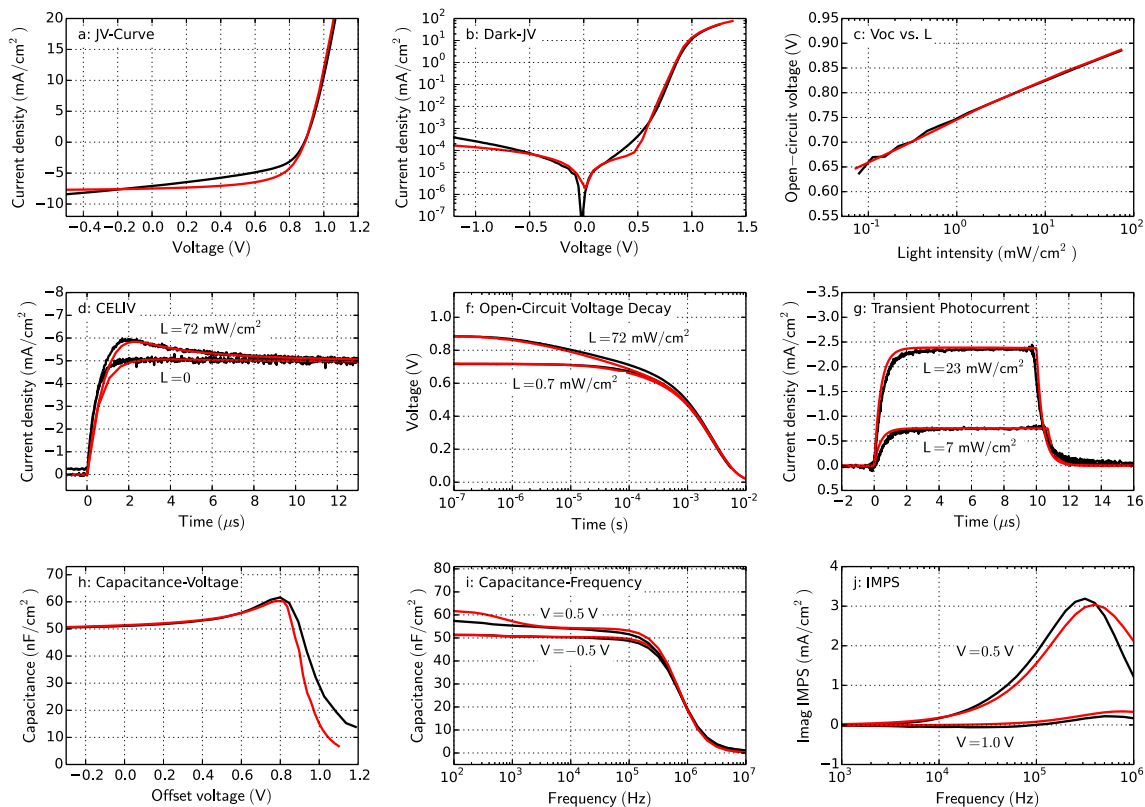 a: JV-Curve
Current density (mA/cm²)
20
15
10
5
0
−5
−10
−0.4 −0.2 0.0 0.2 0.4 0.6 0.8 1.0 1.2
Voltage (V)
b: Dark-JV
Current density (mA/cm²)
10²
10¹
10⁰
10⁻¹
10⁻²
10⁻³
10⁻⁴
10⁻⁵
10⁻⁶
10⁻⁷
−1.0 −0.5 0.0 0.5 1.0 1.5
Voltage (V)
c: Voc vs. L
Open−circuit voltage (V)
0.95
0.90
0.85
0.80
0.75
0.70
0.65
0.60
0.55
10⁻¹ 10⁰ 10¹ 10²
Light intensity (mW/cm²)
d: CELIV
L=72 mW/cm²
L=0
Current density (mA/cm²)
−8
−7
−6
−5
−4
−3
−2
−1
0
1
0 2 4 6 8 10 12
Time (μs)
f: Open-Circuit Voltage Decay
L=72 mW/cm²
L=0.7 mW/cm²
Voltage (V)
1.2
1.0
0.8
0.6
0.4
0.2
0.0
10⁻⁷ 10⁻⁶ 10⁻⁵ 10⁻⁴ 10⁻³ 10⁻²
Time (s)
g: Transient Photocurrent
L=23 mW/cm²
L=7 mW/cm²
Current density (mA/cm²)
−3.5
−3.0
−2.5
−2.0
−1.5
−1.0
−0.5
0.0
0.5
−2 0 2 4 6 8 10 12 14 16
Time (μs)
h: Capacitance-Voltage
Capacitance (nF/cm²)
70
60
50
40
30
20
10
0
−0.2 0.0 0.2 0.4 0.6 0.8 1.0 1.2
Offset voltage (V)
i: Capacitance-Frequency
V=0.5 V
V=−0.5 V
Capacitance (nF/cm²)
80
70
60
50
40
30
20
10
0
10² 10³ 10⁴ 10⁵ 10⁶ 10⁷
Frequency (Hz)
j: IMPS
V=0.5 V
V=1.0 V
Imag IMPS (mA/cm²)
4
3
2
1
0
−1
10³ 10⁴ 10⁵ 10⁶
Frequency (Hz)